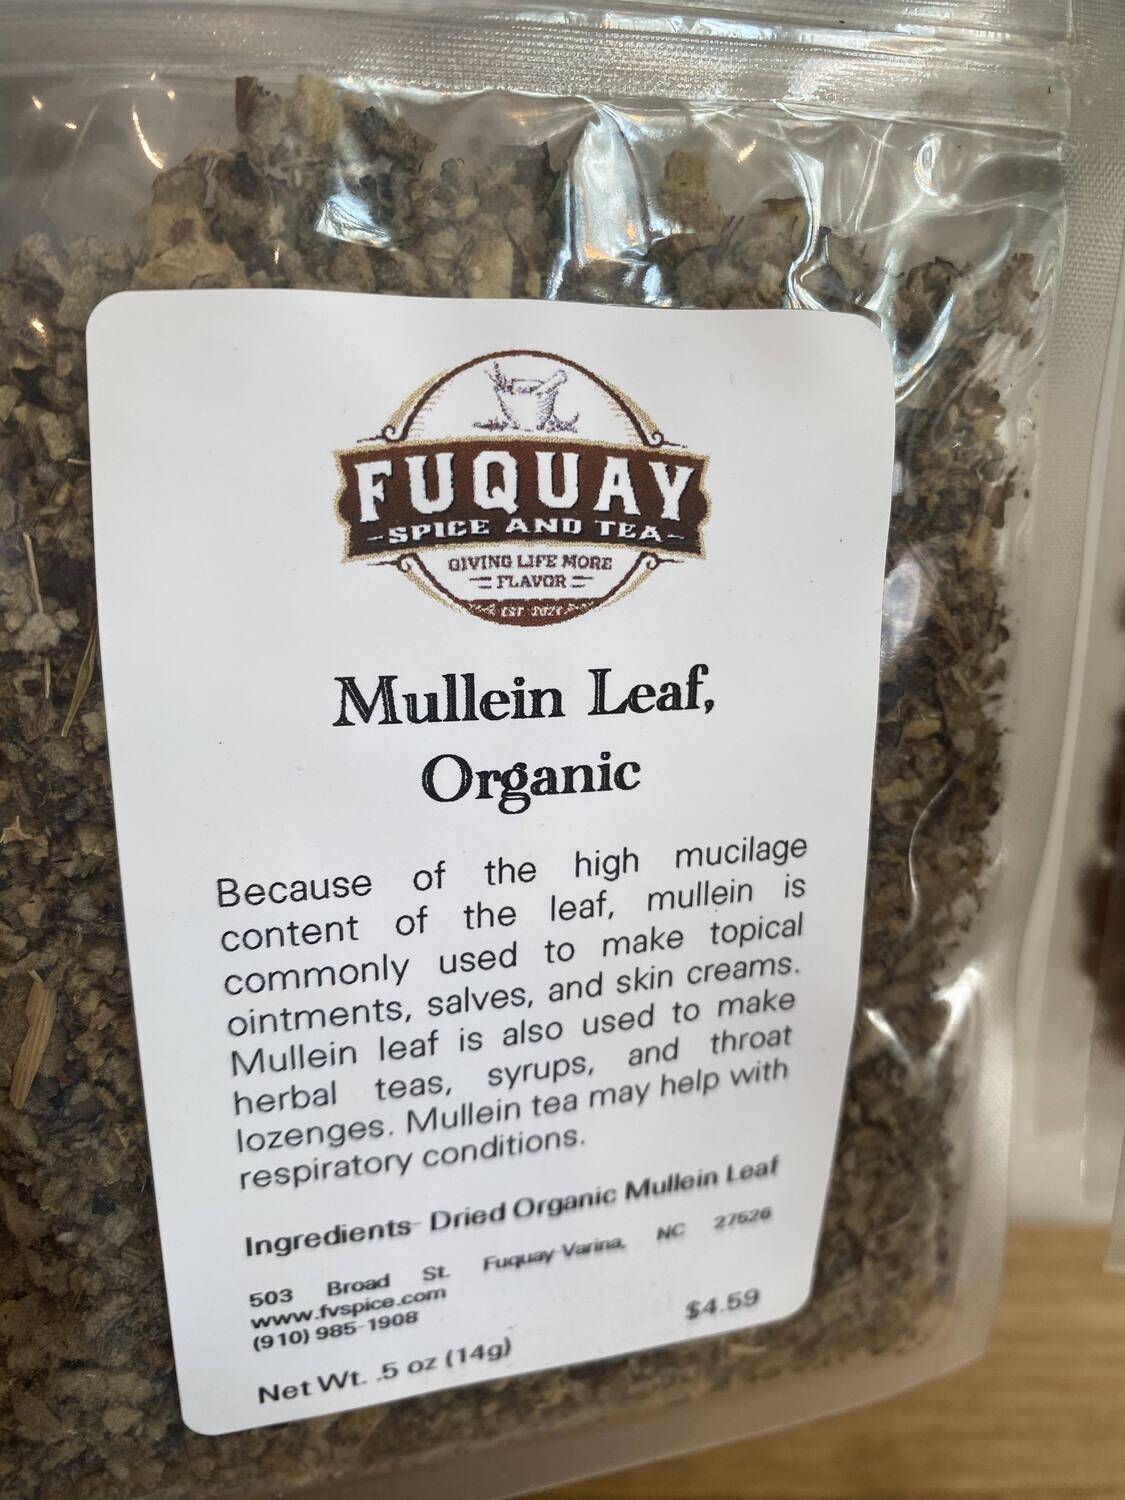 FUQUAY
SPICE AND TEA
GIVING LIFE MORE
FLAVOR
EST 2021
Mullein Leaf,
Organic
Because of the high mucilage
content of the leaf, mullein is
commonly used to make topical
ointments, salves, and skin creams.
Mullein leaf is also used to make
herbal teas, syrups, and throat
lozenges. Mullein tea may help with
respiratory conditions.
Ingredients- Dried Organic Mullein Leaf
503 Broad St. Fuquay-Varina, NC 27526
www.fvspice.com
(910) 985-1908
$4.59
Net Wt. .5 oz (14g)